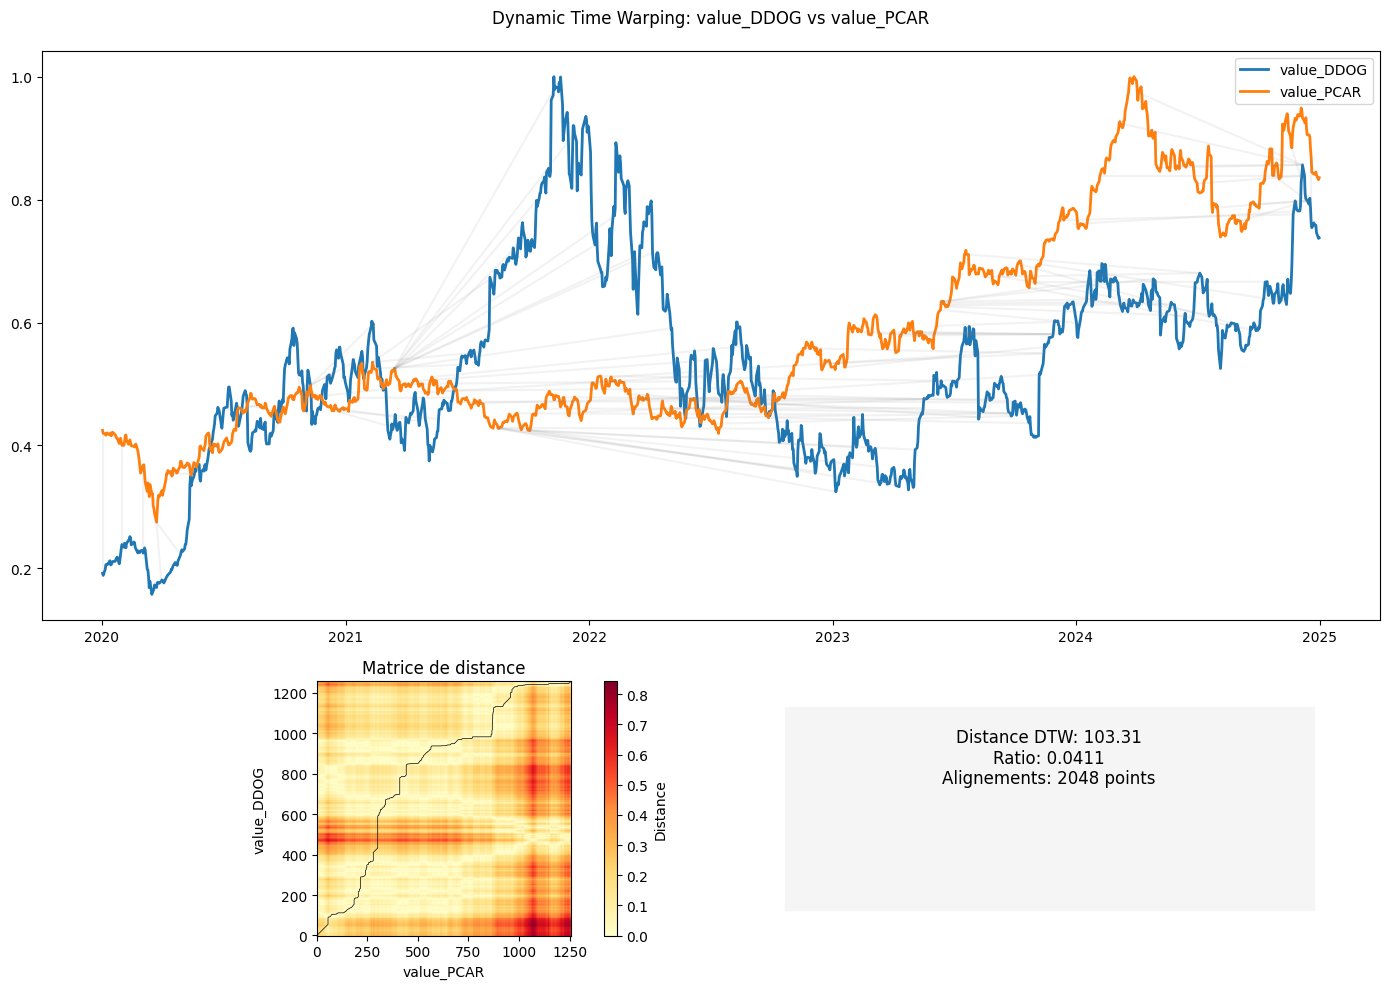 Dynamic Time Warping: value_DDOG vs value_PCAR
value_DDOG
value_PCAR
1.0
0.8
0.6
0.4
0.2
2020 2021 2022 2023 2024 2025
Matrice de distance
value_DDOG
1200
1000
800
600
400
200
0
0 250 500 750 1000 1250
value_PCAR
0.8
0.7
0.6
0.5
0.4
0.3
0.2
0.1
0.0
Distance
Distance DTW: 103.31
Ratio: 0.0411
Alignements: 2048 points